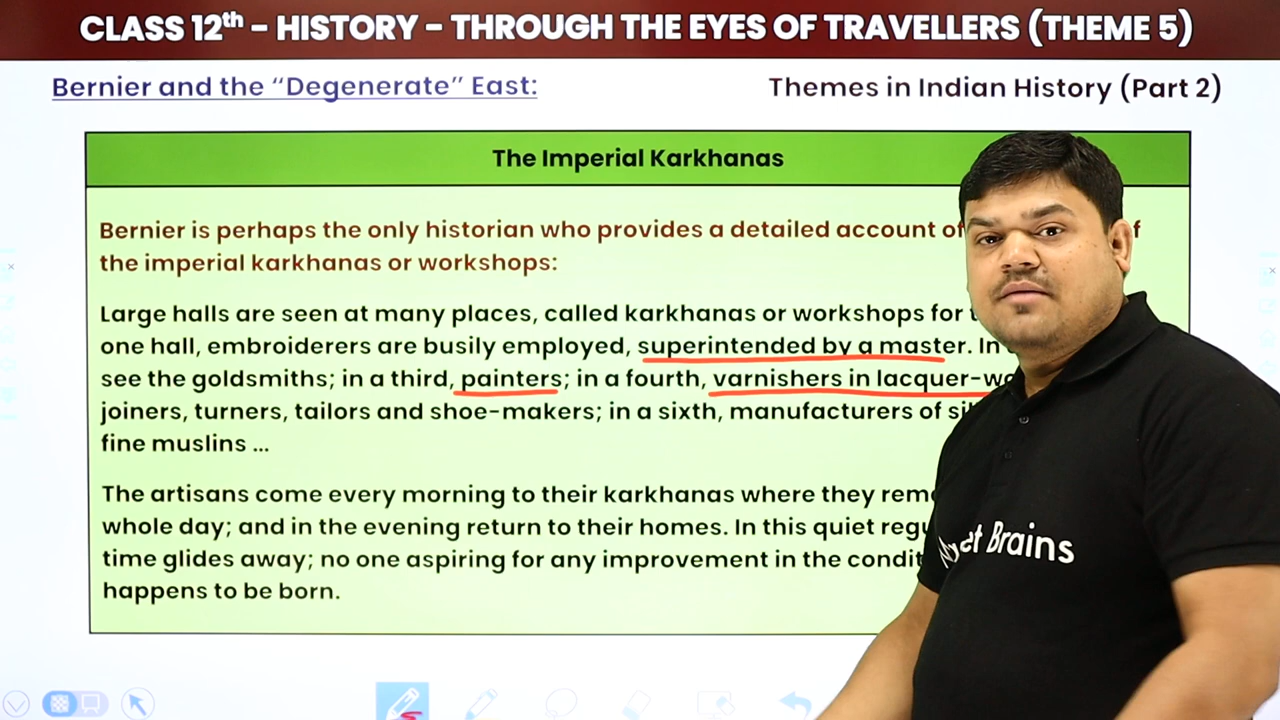 CLASS 12th - HISTORY - THROUGH THE EYES OF TRAVELLERS (THEME 5)
Bernier and the “Degenerate” East:
Themes in Indian History (Part 2)
The Imperial Karkhanas
Bernier is perhaps the only historian who provides a detailed account of
the imperial karkhanas or workshops:
Large halls are seen at many places, called karkhanas or workshops for
one hall, embroiderers are busily employed, superintended by a master. In
see the goldsmiths; in a third, painters; in a fourth, varnishers in
joiners, turners, tailors and shoe-makers; in a sixth, manufacturers of
fine muslins ...
The artisans come every morning to their karkhanas where they
whole day; and in the evening return to their homes. In this quiet
time glides away; no one aspiring for any improvement in the
happens to be born.
Brains